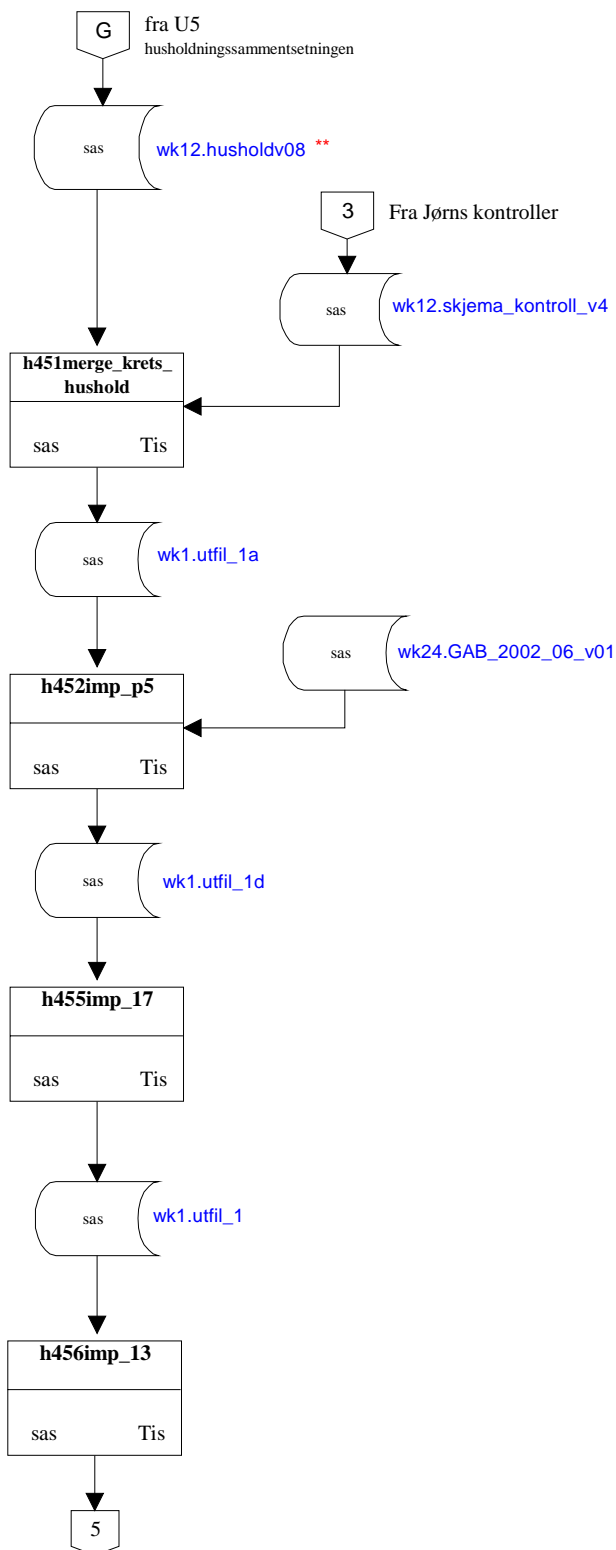 G
fra U5
husholdningssammentsetningen
sas
wk12.husholdv08 **
3
Fra Jørns kontroller
sas
wk12.skjema_kontroll_v4
h451merge_krets_
hushold
sas Tis
sas
wk1.utfil_1a
sas
wk24.GAB_2002_06_v01
h452imp_p5
sas Tis
sas
wk1.utfil_1d
h455imp_17
sas Tis
sas
wk1.utfil_1
h456imp_13
sas Tis
5